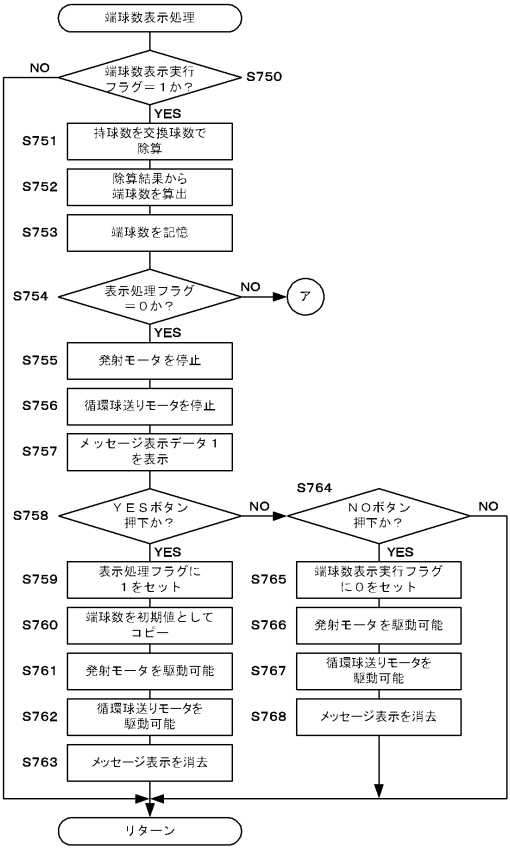 端球数表示処理
NO
端球数表示実行
フラグ＝１か？
S750
YES
S751
持球数を交換球数で
除算
S752
除算結果から
端球数を算出
S753
端球数を記憶
S754
表示処理フラグ
＝０か？
NO
ア
YES
S755
発射モータを停止
S756
循環球送りモータを停止
S757
メッセージ表示データ１
を表示
S758
ＹＥＳボタン
押下か？
NO
S764
ＮＯボタン
押下か？
NO
YES
YES
S759
表示処理フラグに
１をセット
S765
端球数表示実行フラグ
に０をセット
S760
端球数を初期値として
コピー
S766
発射モータを駆動可能
S761
発射モータを駆動可能
S767
循環球送りモータを
駆動可能
S762
循環球送りモータを
駆動可能
S768
メッセージ表示を消去
S763
メッセージ表示を消去
リターン